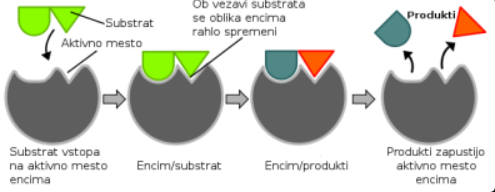 Substrat
Aktivno mesto
Ob vezavi substrata
se oblika encima
rahlo spremeni
Produkti
Substrat vstopa
na aktivno mesto
encima
Encim/substrat
Encim/produkti
Produkti zapustijo
aktivno mesto
encima